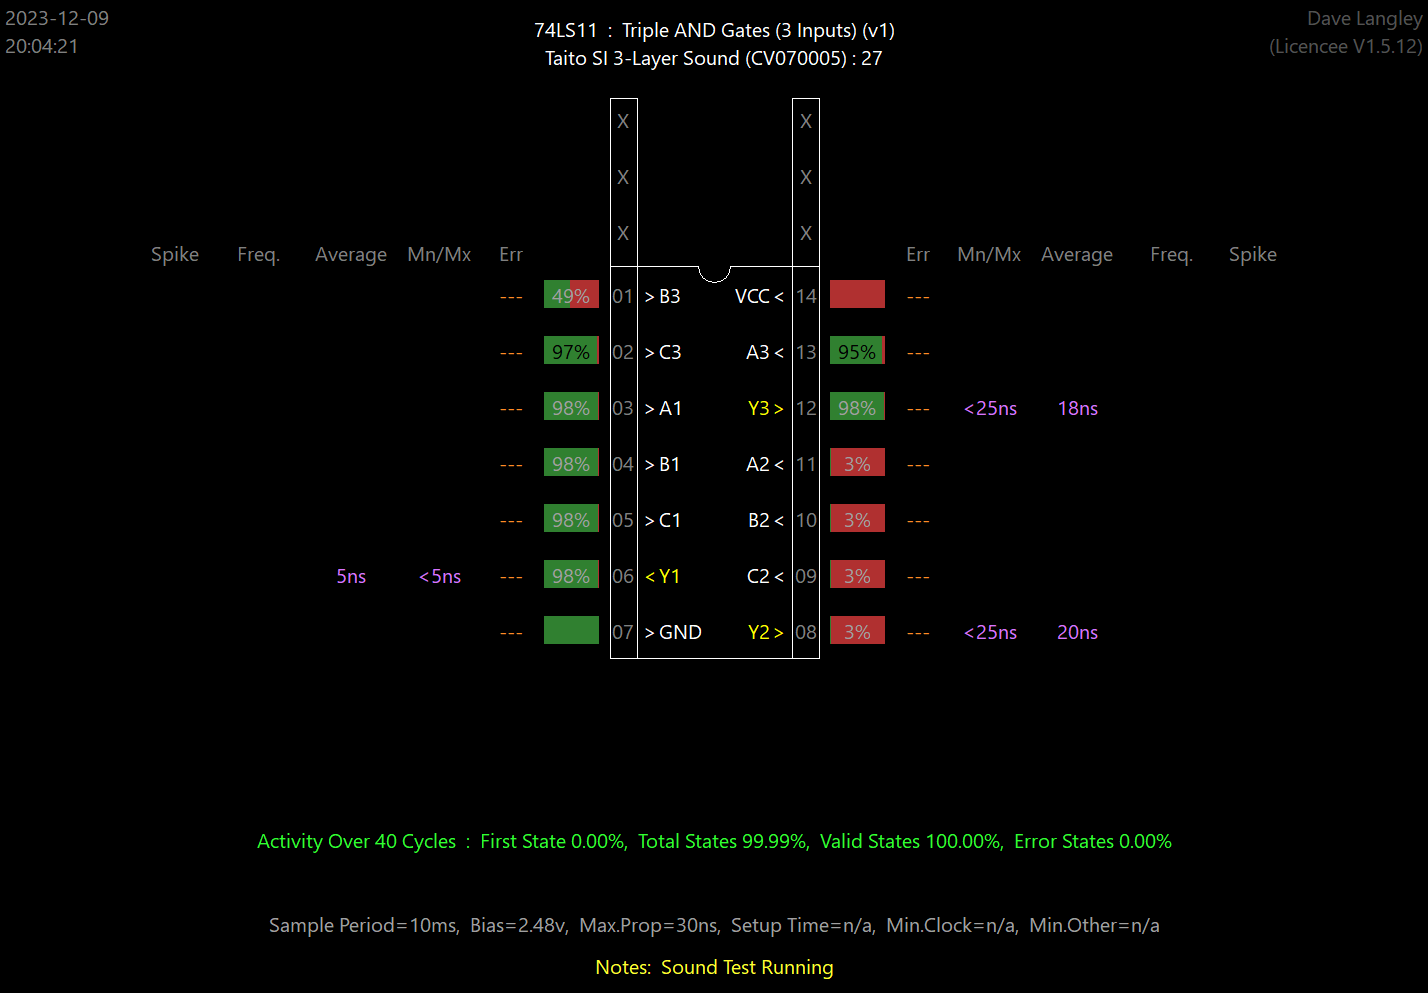 2023-12-09
20:04:21
74LS11 : Triple AND Gates (3 Inputs) (v1)
Taito SI 3-Layer Sound (CV070005) : 27
Dave Langley
(Licencee V1.5.12)
X X
X X
X X
Spike Freq. Average Mn/Mx Err Err Mn/Mx Average Freq. Spike
--- 49% 01 >B3 VCC< 14 ---
--- 97% 02 >C3 A3< 13 95% ---
--- 98% 03 >A1 Y3> 12 98% --- <25ns 18ns
--- 98% 04 >B1 A2< 11 3% ---
--- 98% 05 >C1 B2< 10 3% ---
5ns <5ns --- 98% 06 <Y1 C2< 09 3% ---
--- 07 >GND Y2> 08 3% --- <25ns 20ns
Activity Over 40 Cycles : First State 0.00%, Total States 99.99%, Valid States 100.00%, Error States 0.00%
Sample Period=10ms, Bias=2.48v, Max.Prop=30ns, Setup Time=n/a, Min.Clock=n/a, Min.Other=n/a
Notes: Sound Test Running